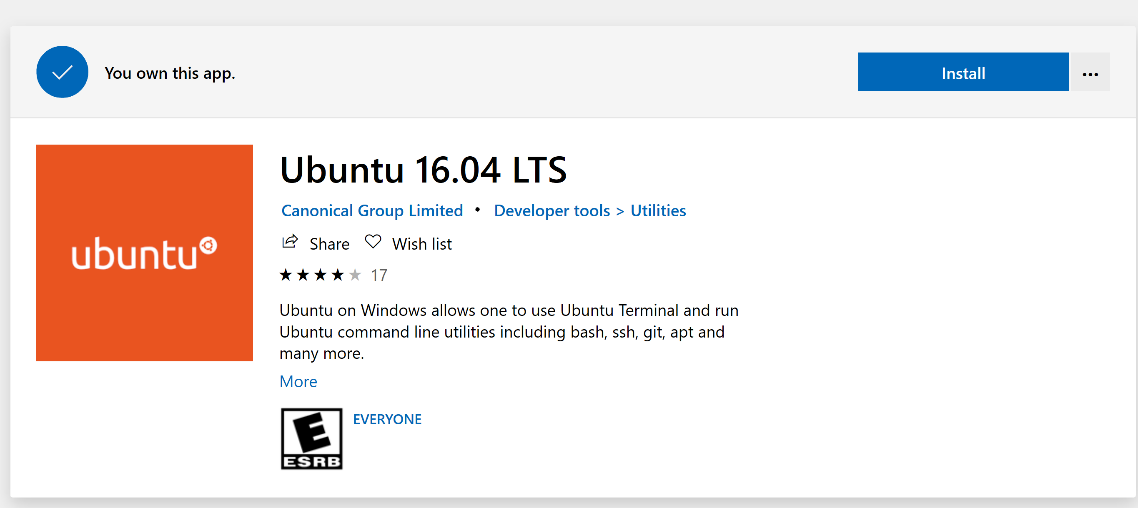 You own this app.
Install
...
Ubuntu 16.04 LTS
Canonical Group Limited • Developer tools > Utilities
Share Wish list
17
ubuntu
Ubuntu on Windows allows one to use Ubuntu Terminal and run
Ubuntu command line utilities including bash, ssh, git, apt and
many more.
More
E
ESRB
EVERYONE